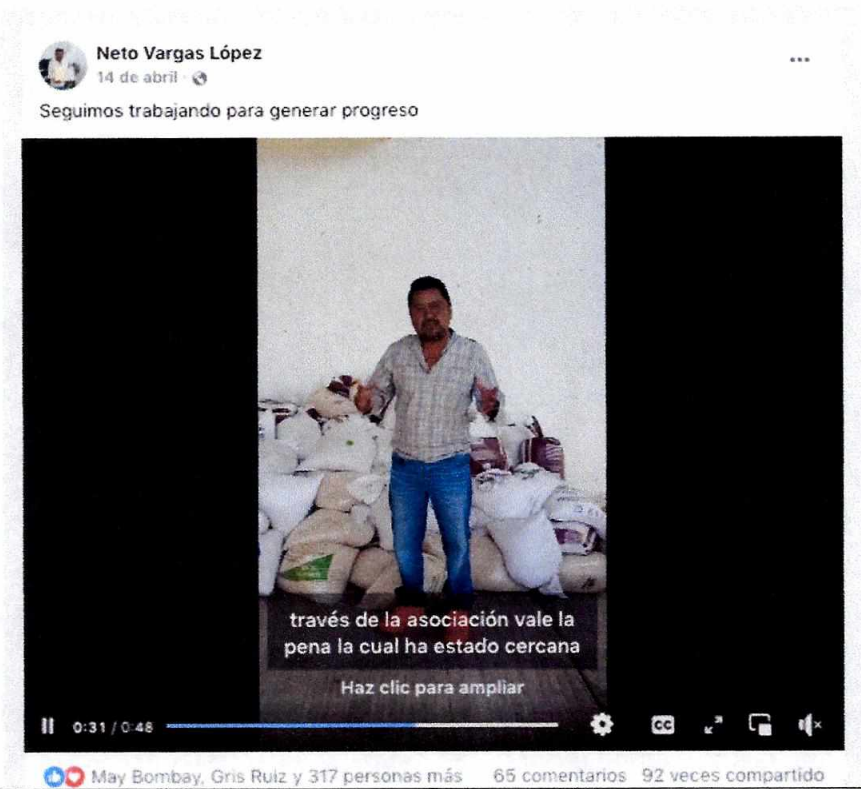 Neto Vargas López
14 de abril ·
Seguimos trabajando para generar progreso
través de la asociación vale la
pena la cual ha estado cercana
Haz clic para ampliar
0:31 / 0:48
CC
May Bombay, Gris Ruiz y 317 personas más 65 comentarios 92 veces compartido